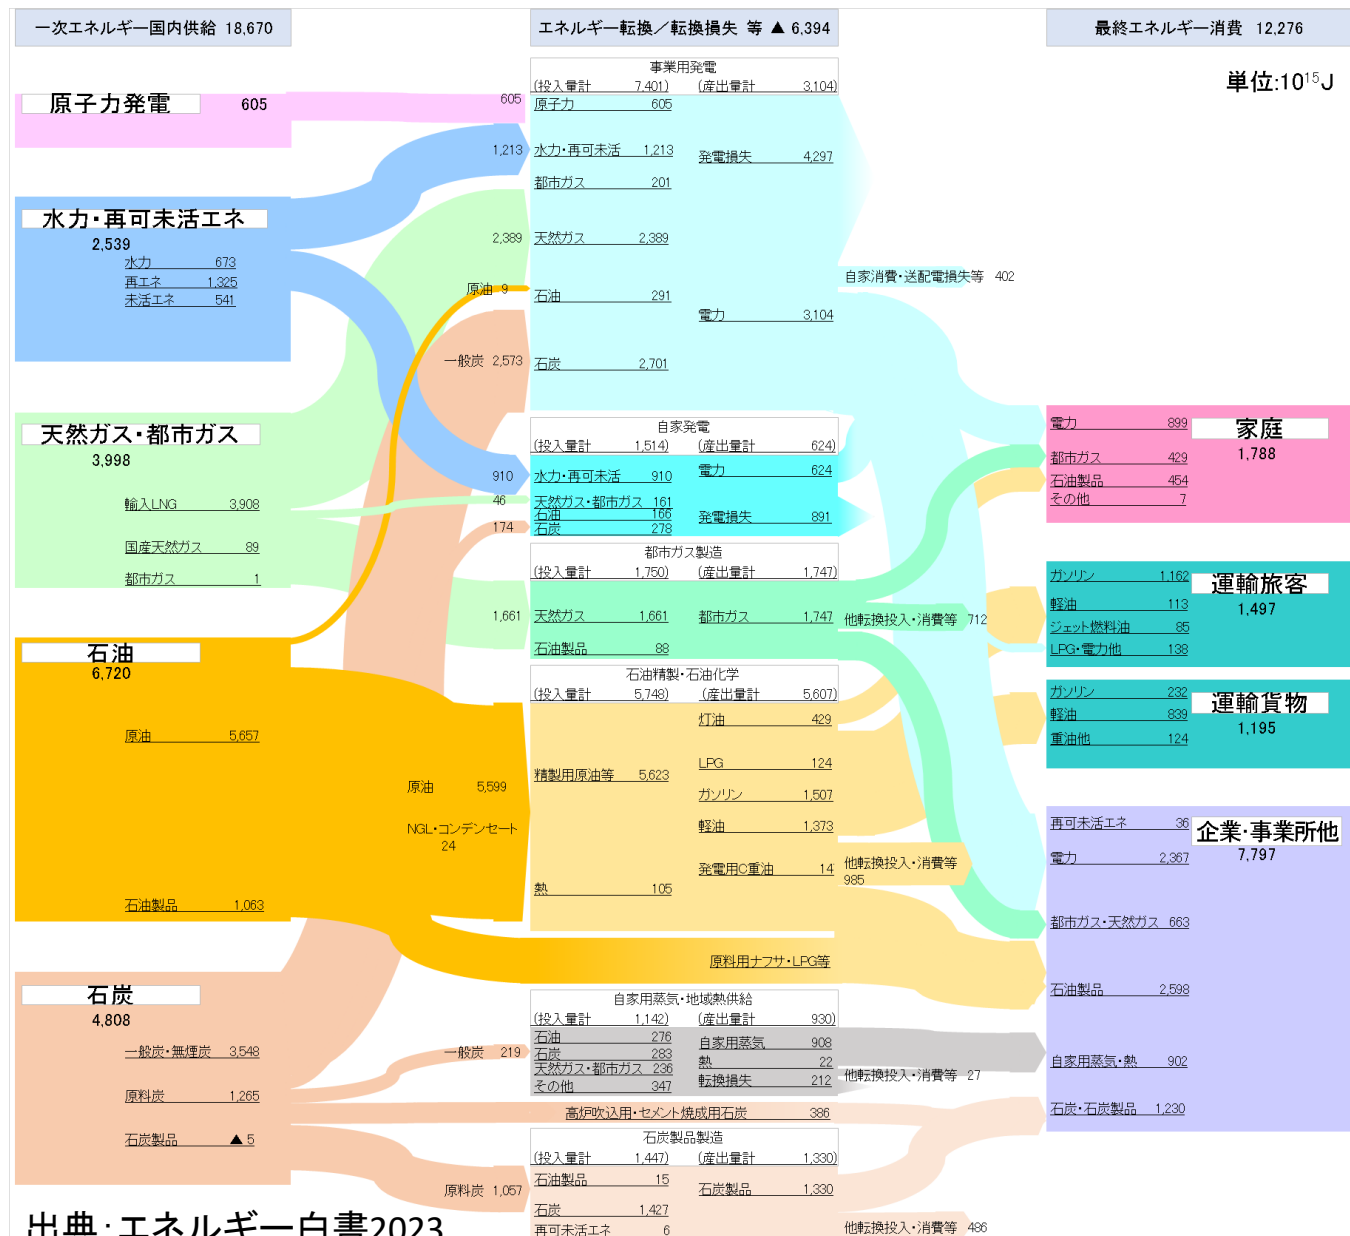 一次エネルギー国内供給 18,670
エネルギー転換／転換損失 等 ▲ 6,394
最終エネルギー消費 12,276
単位:10¹⁵J
原子力発電 605
水力・再可未活エネ
2,539
水力 673
再エネ 1,325
未活エネ 541
天然ガス・都市ガス
3,998
輸入LNG 3,908
国産天然ガス 89
都市ガス 1
石油
6,720
原油 5,657
石油製品 1,063
石炭
4,808
一般炭・無煙炭 3,548
原料炭 1,265
石炭製品 ▲ 5
出典:エネルギー白書2023
605
1,213
2,389
原油 9
一般炭 2,573
910
46
174
1,661
原油 5,599
NGL・コンデンセート
24
一般炭 219
原料炭 1,057
事業用発電
(投入量計 7,401) (産出量計 3,104)
原子力 605
水力・再可未活 1,213
発電損失 4,297
都市ガス 201
天然ガス 2,389
石油 291
電力 3,104
石炭 2,701
自家消費・送配電損失等 402
自家発電
(投入量計 1,514) (産出量計 624)
水力・再可未活 910
電力 624
天然ガス・都市ガス 161
石油 166
発電損失 891
石炭 278
都市ガス製造
(投入量計 1,750) (産出量計 1,747)
天然ガス 1,661
都市ガス 1,747
他転換投入・消費等 712
石油製品 88
石油精製・石油化学
(投入量計 5,748) (産出量計 5,607)
灯油 429
LPG 124
精製用原油等 5,623
ガソリン 1,507
軽油 1,373
発電用C重油 14
他転換投入・消費等
985
熱 105
原料用ナフサ・LPG等
自家用蒸気・地域熱供給
(投入量計 1,142) (産出量計 930)
石油 276
自家用蒸気 908
石炭 283
熱 22
天然ガス・都市ガス 236
転換損失 212
他転換投入・消費等 27
その他 347
高炉吹込用・セメント焼成用石炭 386
石炭製品製造
(投入量計 1,447) (産出量計 1,330)
石油製品 15
石炭製品 1,330
石炭 1,427
再可未活エネ 6
他転換投入・消費等 486
家庭
1,788
電力 899
都市ガス 429
石油製品 454
その他 7
運輸旅客
1,497
ガソリン 1,162
軽油 113
ジェット燃料油 85
LPG・電力他 138
運輸貨物
1,195
ガソリン 232
軽油 839
重油他 124
企業・事業所他
7,797
再可未活エネ 36
電力 2,367
都市ガス・天然ガス 663
石油製品 2,598
自家用蒸気・熱 902
石炭・石炭製品 1,230